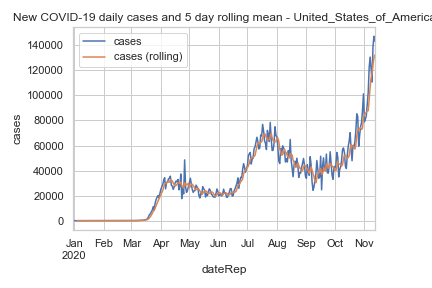 New COVID-19 daily cases and 5 day rolling mean - United_States_of_America
cases
cases (rolling)
140000
120000
100000
80000
60000
40000
20000
0
cases
Jan Feb Mar Apr May Jun Jul Aug Sep Oct Nov
2020
dateRep